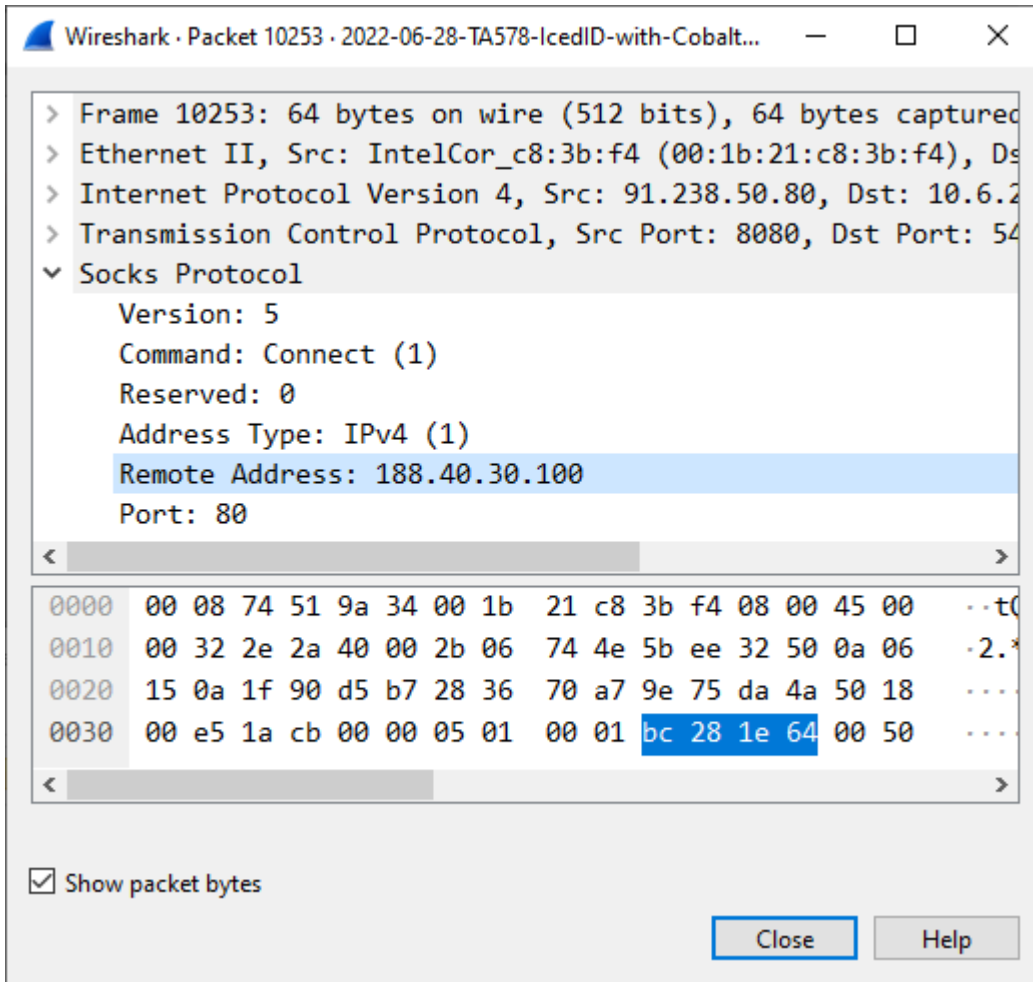 Wireshark · Packet 10253 · 2022-06-28-TA578-IcedID-with-Cobalt...
> Frame 10253: 64 bytes on wire (512 bits), 64 bytes captured
> Ethernet II, Src: IntelCor_c8:3b:f4 (00:1b:21:c8:3b:f4), Ds
> Internet Protocol Version 4, Src: 91.238.50.80, Dst: 10.6.2
> Transmission Control Protocol, Src Port: 8080, Dst Port: 54
Socks Protocol
Version: 5
Command: Connect (1)
Reserved: 0
Address Type: IPv4 (1)
Remote Address: 188.40.30.100
Port: 80
0000 00 08 74 51 9a 34 00 1b 21 c8 3b f4 08 00 45 00 ··tQ
0010 00 32 2e 2a 40 00 2b 06 74 4e 5b ee 32 50 0a 06 ·2.*
0020 15 0a 1f 90 d5 b7 28 36 70 a7 9e 75 da 4a 50 18 ····
0030 00 e5 1a cb 00 00 05 01 00 01 bc 28 1e 64 00 50 ····
Show packet bytes
Close Help